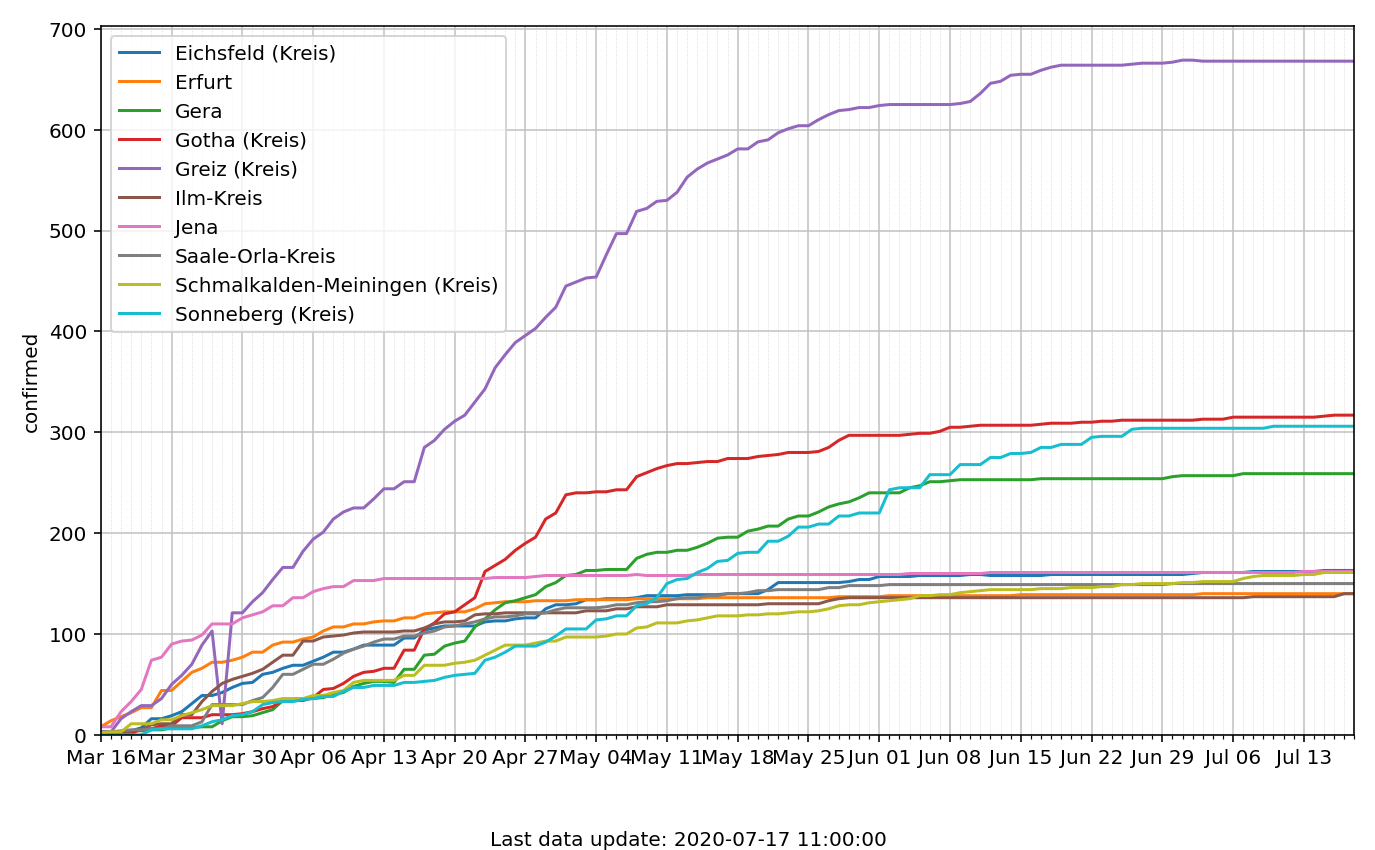 700
600
500
400
300
200
100
0
confirmed
Eichsfeld (Kreis)
Erfurt
Gera
Gotha (Kreis)
Greiz (Kreis)
Ilm-Kreis
Jena
Saale-Orla-Kreis
Schmalkalden-Meiningen (Kreis)
Sonneberg (Kreis)
Mar 16 Mar 23 Mar 30 Apr 06 Apr 13 Apr 20 Apr 27 May 04 May 11 May 18 May 25 Jun 01 Jun 08 Jun 15 Jun 22 Jun 29 Jul 06 Jul 13
Last data update: 2020-07-17 11:00:00